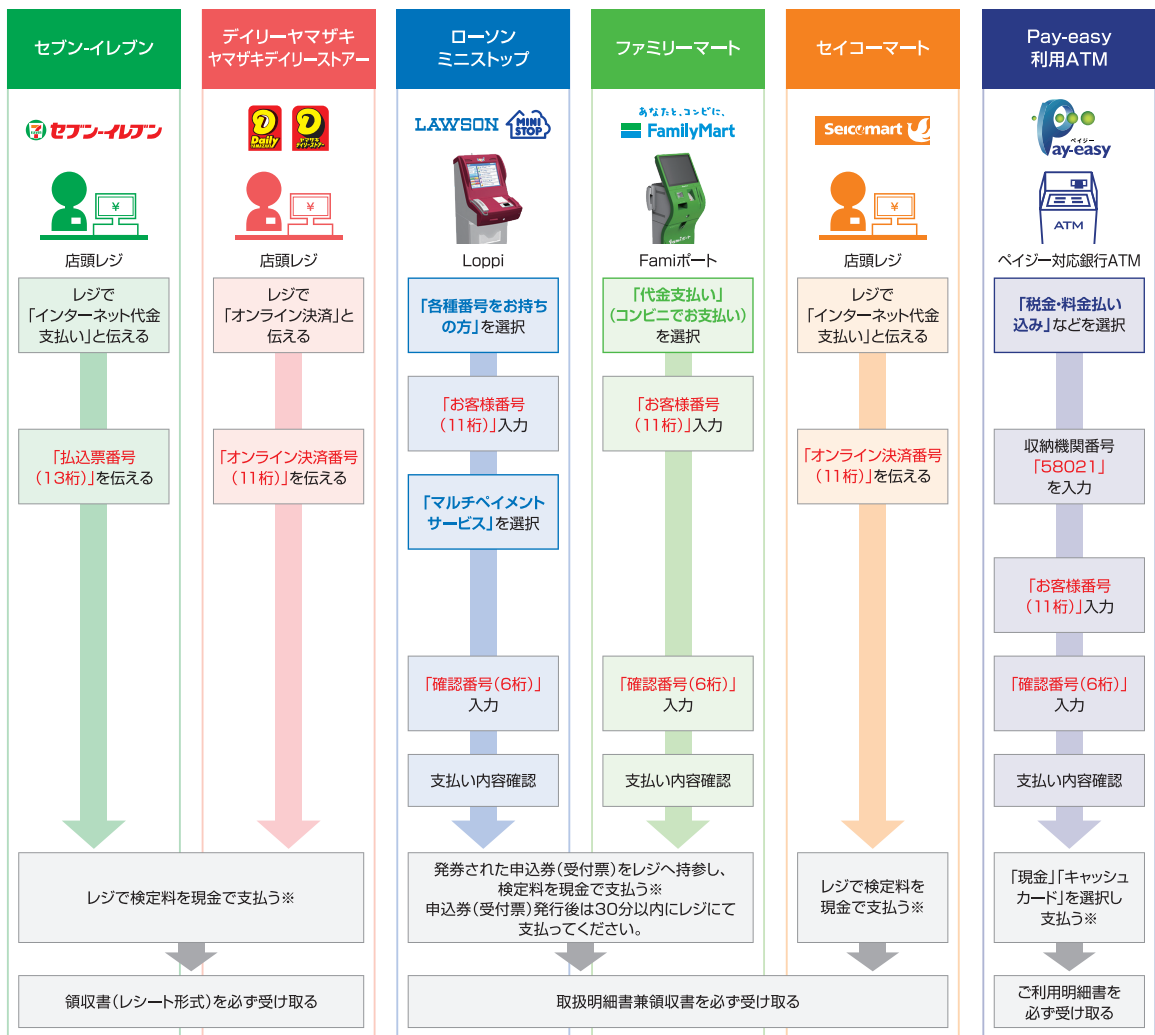 セブン-イレブン
デイリーヤマザキ
ヤマザキデイリーストアー
ローソン
ミニストップ
ファミリーマート
セイコーマート
Pay-easy
利用ATM
セブン-イレブン
Daily
YAMAZAKI
ヤマザキ
デイリーストアー
LAWSON
MINI
STOP
あなたと、コンビに、
FamilyMart
Seicomart
ペイジー
Pay-easy
¥
¥
¥
ATM
店頭レジ
店頭レジ
Loppi
Famiポート
店頭レジ
ペイジー対応銀行ATM
レジで
「インターネット代金
支払い」と伝える
レジで
「オンライン決済」と
伝える
「各種番号をお持ち
の方」を選択
「代金支払い」
(コンビニでお支払い)
を選択
レジで
「インターネット代金
支払い」と伝える
「税金・料金払い
込み」などを選択
「お客様番号
(11桁)」入力
「お客様番号
(11桁)」入力
「払込票番号
(13桁)」を伝える
「オンライン決済番号
(11桁)」を伝える
「マルチペイメント
サービス」を選択
「オンライン決済番号
(11桁)」を伝える
収納機関番号
「58021」
を入力
「お客様番号
(11桁)」入力
「確認番号(6桁)」
入力
「確認番号(6桁)」
入力
「確認番号(6桁)」
入力
支払い内容確認
支払い内容確認
支払い内容確認
レジで検定料を現金で支払う※
発券された申込券(受付票)をレジへ持参し、
検定料を現金で支払う※
申込券(受付票)発行後は30分以内にレジにて
支払ってください。
レジで検定料を
現金で支払う※
「現金」「キャッシュ
カード」を選択し
支払う※
領収書(レシート形式)を必ず受け取る
取扱明細書兼領収書を必ず受け取る
ご利用明細書を
必ず受け取る